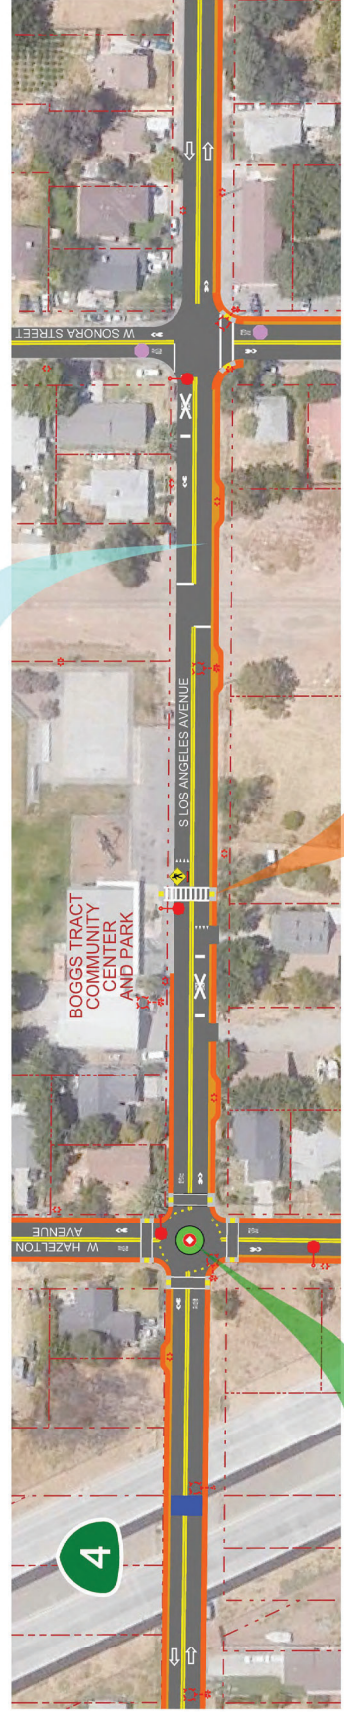 W SONORA STREET
S LOS ANGELES AVENUE
BOGGS TRACT
COMMUNITY
CENTER
AND PARK
W HAZELTON
AVENUE
4